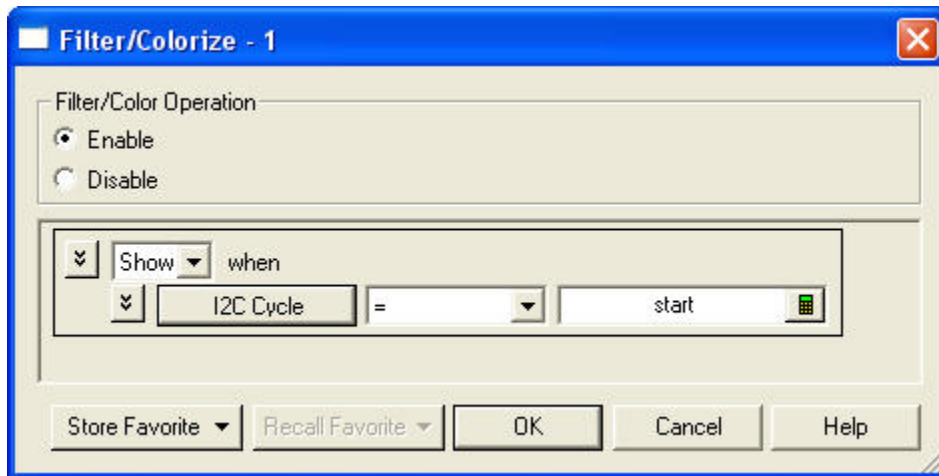 Filter/Colorize - 1
Filter/Color Operation
Enable
Disable
Show when
I2C Cycle = start
Store Favorite Recall Favorite OK Cancel Help